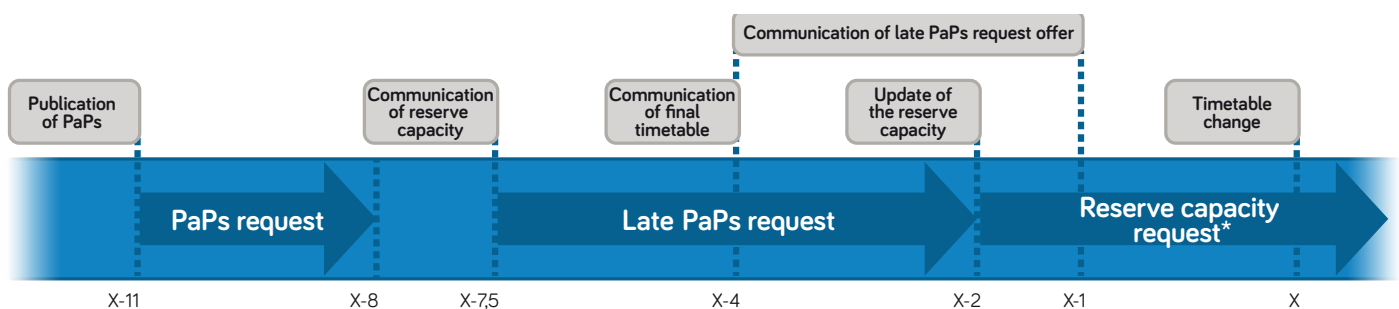 Communication of late PaPs request offer
Publication
of PaPs
Communication
of reserve
capacity
Communication
of final
timetable
Update of
the reserve
capacity
Timetable
change
PaPs request
Late PaPs request
Reserve capacity
request*
X-11
X-8
X-7,5
X-4
X-2
X-1
X